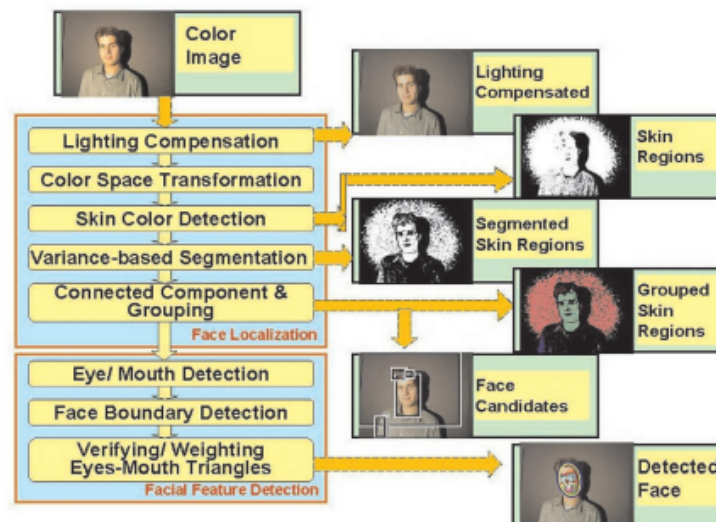 Color
Image
Lighting
Compensated
Lighting Compensation
Skin
Regions
Color Space Transformation
Skin Color Detection
Segmented
Skin Regions
Variance-based Segmentation
Connected Component &
Grouping
Grouped
Skin
Regions
Face Localization
Eye/ Mouth Detection
Face
Candidates
Face Boundary Detection
Verifying/ Weighting
Eyes-Mouth Triangles
Detected
Face
Facial Feature Detection